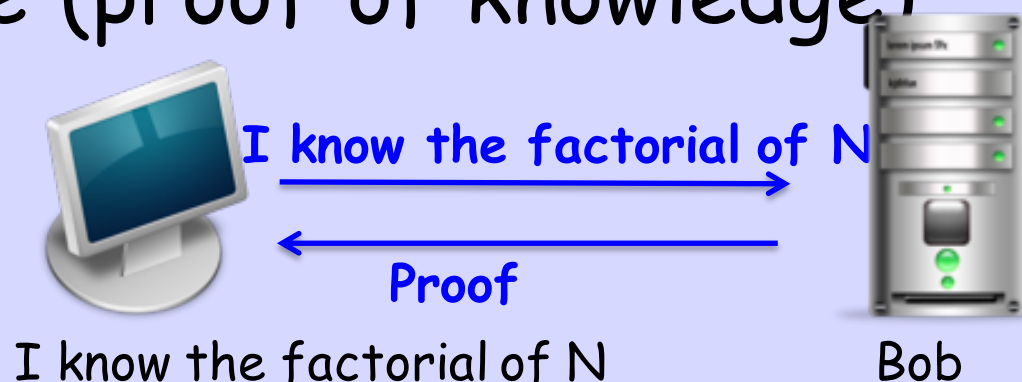 e (proof of knowledge)
I know the factorial of N
Proof
I know the factorial of N
Bob